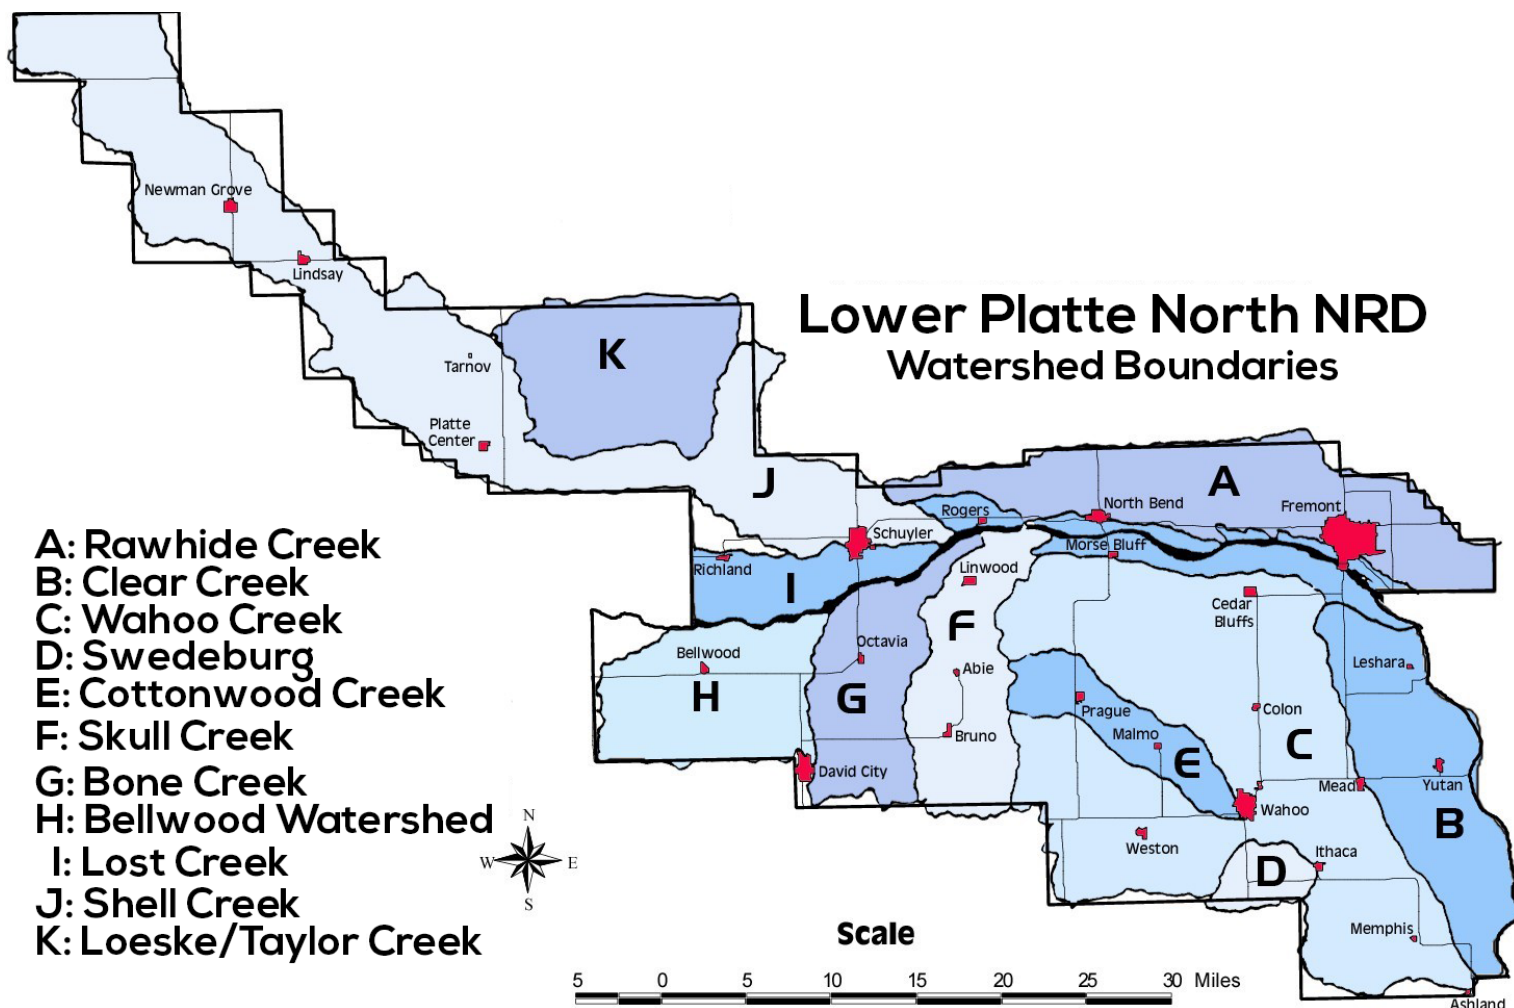 Lower Platte North NRD
Watershed Boundaries
Newman Grove
Lindsay
Tarnov
Platte
Center
K
J
A
Rogers
North Bend
Fremont
Schuyler
Richland
Morse Bluff
I
Linwood
Cedar
Bluffs
F
Octavia
Bellwood
Abie
Leshara
H
G
Prague
Colon
Bruno
Malmo
C
E
David City
Mead
Yutan
Wahoo
B
Weston
Ithaca
D
Memphis
Ashland
A: Rawhide Creek
B: Clear Creek
C: Wahoo Creek
D: Swedeburg
E: Cottonwood Creek
F: Skull Creek
G: Bone Creek
H: Bellwood Watershed
I: Lost Creek
J: Shell Creek
K: Loeske/Taylor Creek
N
W E
S
Scale
5 0 5 10 15 20 25 30 Miles